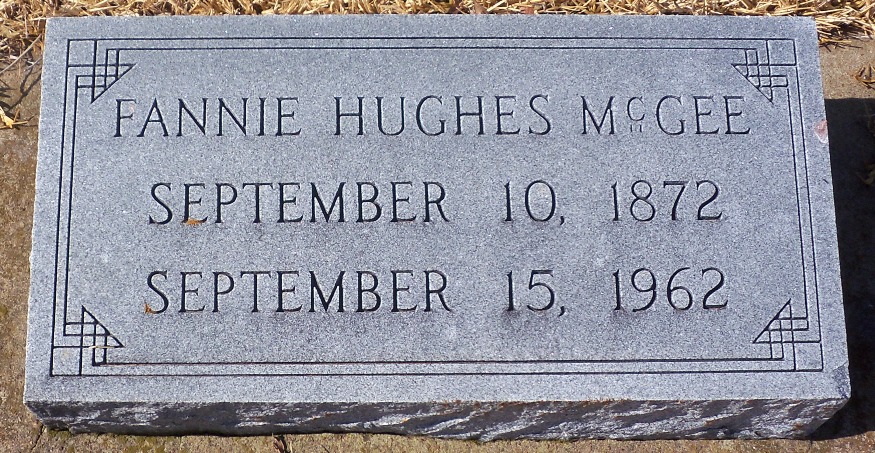 FANNIE HUGHES McGEE
SEPTEMBER 10, 1872
SEPTEMBER 15, 1962